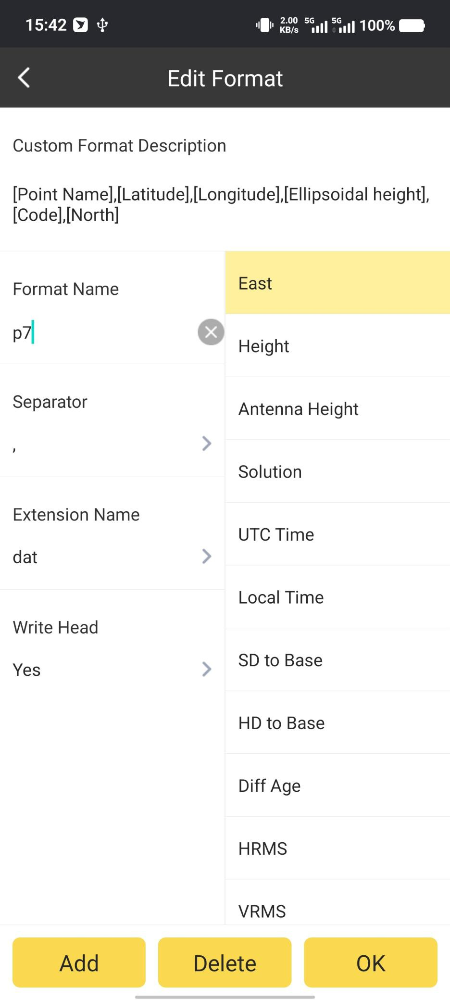 15:42
2.00 KB/s 5G 5G 100%
Edit Format
Custom Format Description
[Point Name],[Latitude],[Longitude],[Ellipsoidal height],
[Code],[North]
Format Name
p7
Separator
,
Extension Name
dat
Write Head
Yes
East
Height
Antenna Height
Solution
UTC Time
Local Time
SD to Base
HD to Base
Diff Age
HRMS
VRMS
Add
Delete
OK